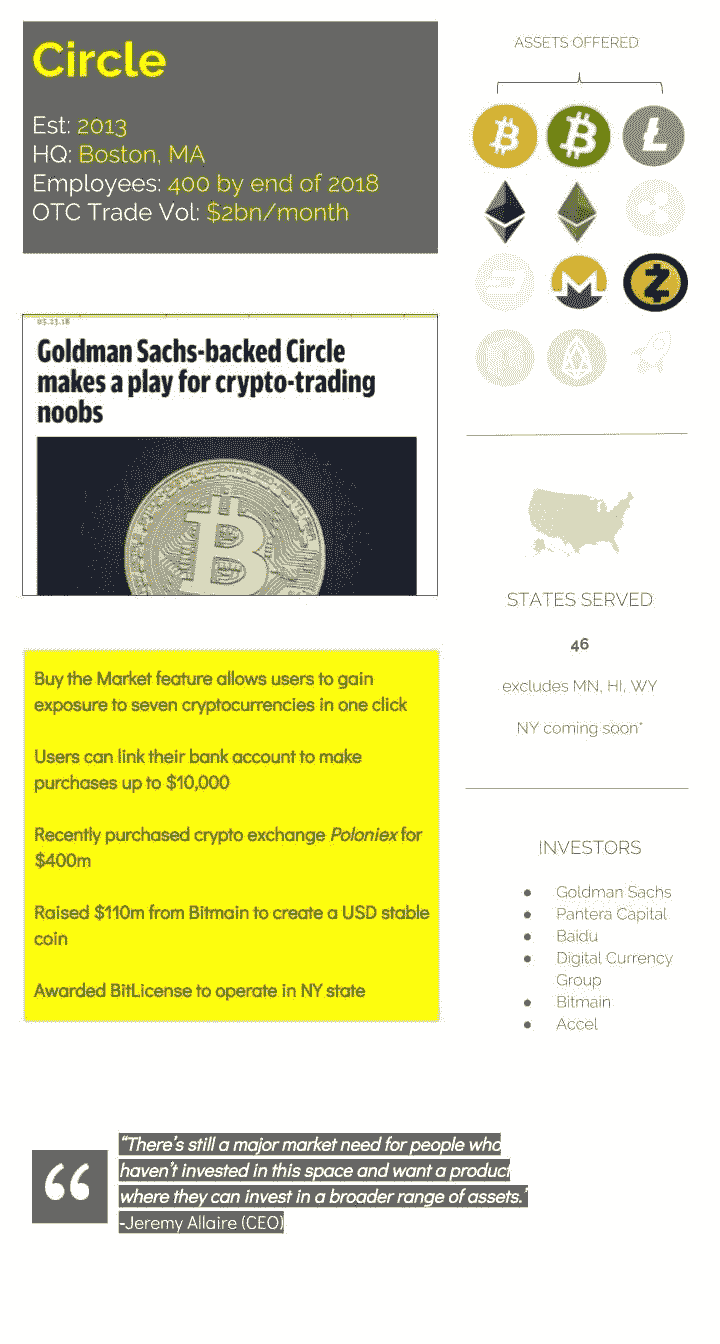 Circle
Est: 2013
HQ: Boston, MA
Employees: 400 by end of 2018
OTC Trade Vol: $2bn/month
ASSETS OFFERED
05.23.18
Goldman Sachs-backed Circle
makes a play for crypto-trading
noobs
STATES SERVED
46
excludes MN, HI, WY
NY coming soon*
Buy the Market feature allows users to gain
exposure to seven cryptocurrencies in one click
Users can link their bank account to make
purchases up to $10,000
Recently purchased crypto exchange Poloniex for
$400m
Raised $110m from Bitmain to create a USD stable
coin
Awarded BitLicense to operate in NY state
INVESTORS
● Goldman Sachs
● Pantera Capital
● Baidu
● Digital Currency
Group
● Bitmain
● Accel
“There’s still a major market need for people who
haven’t invested in this space and want a product
where they can invest in a broader range of assets.’
-Jeremy Allaire (CEO)